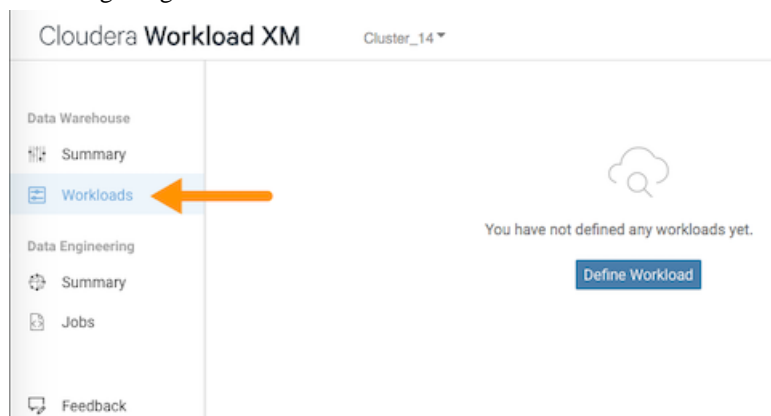 Cloudera Workload XM
Cluster_14
Data Warehouse
Summary
Workloads
You have not defined any workloads yet.
Data Engineering
Define Workload
Summary
Jobs
Feedback